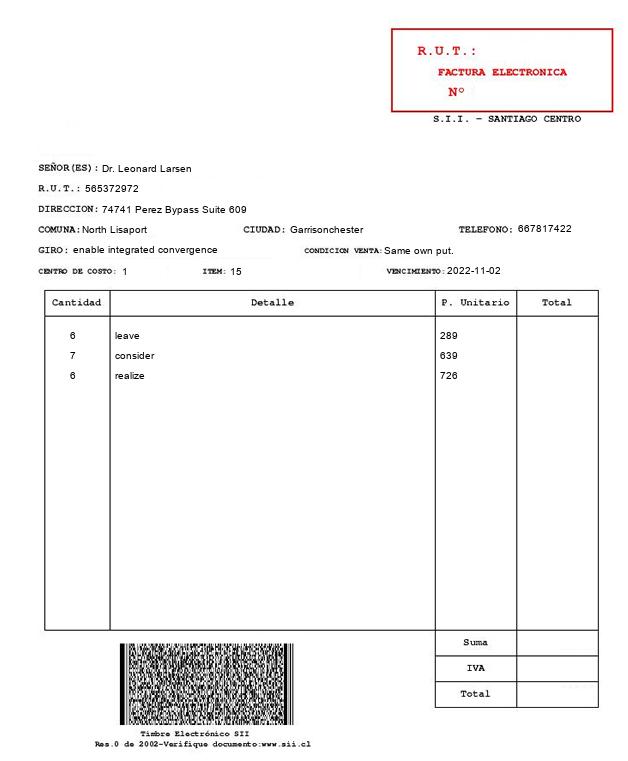 R.U.T.:
FACTURA ELECTRONICA
Nº
S.I.I. - SANTIAGO CENTRO
SEÑOR(ES): Dr. Leonard Larsen
R.U.T.: 565372972
DIRECCION: 74741 Perez Bypass Suite 609
COMUNA: North Lisaport CIUDAD: Garrisonchester TELEFONO: 667817422
GIRO: enable integrated convergence CONDICION VENTA: Same own put.
CENTRO DE COSTO: 1 ITEM: 15 VENCIMIENTO: 2022-11-02
Cantidad Detalle P. Unitario Total
6 leave 289
7 consider 639
6 realize 726
Suma
IVA
Total
Timbre Electrónico SII
Res.0 de 2002-Verifique documento:www.sii.cl